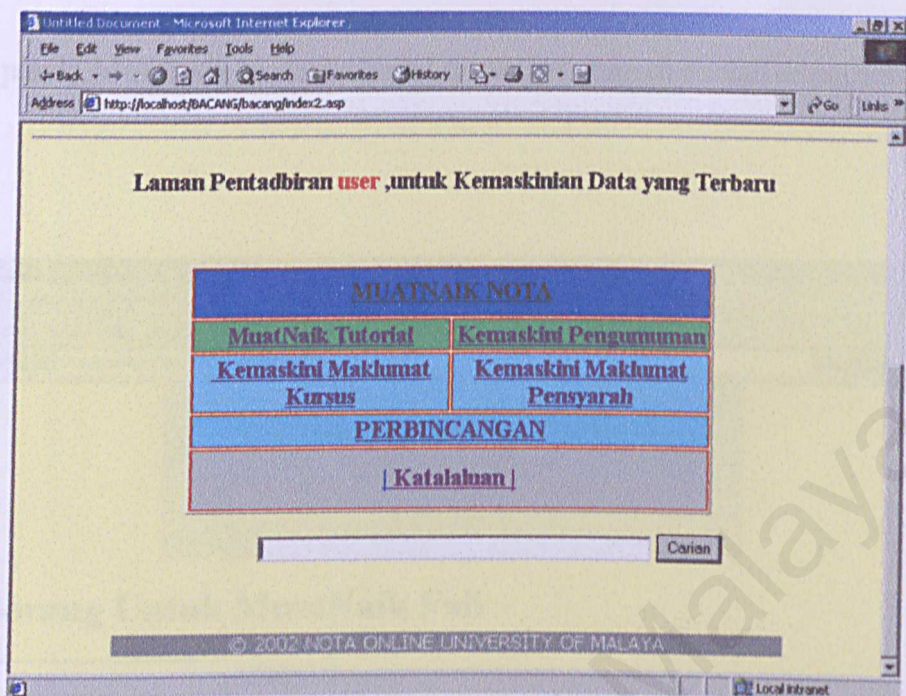 Untitled Document - Microsoft Internet Explorer
File Edit View Favorites Tools Help
Back Search Favorites History
Address http://localhost/BACANG/bacang/index2.asp Go Links »
Laman Pentadbiran user ,untuk Kemaskinian Data yang Terbaru
MUATNAIK NOTA
MuatNaik Tutorial Kemaskini Pengumuman
Kemaskini Maklumat Kemaskini Maklumat
Kursus Pensyarah
PERBINCANGAN
| Katalaluan |
Carian
© 2002 NOTA ONLINE UNIVERSITY OF MALAYA
Local intranet
Malaya